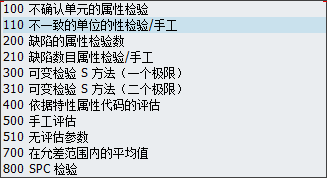 100 不确认单元的属性检验
110 不一致的单位的性检验/手工
200 缺陷的属性检验数
210 缺陷数目属性检验/手工
300 可变检验 S 方法（一个极限）
310 可变检验 S 方法（二个极限）
400 依据特性属性代码的评估
500 手工评估
510 无评估参数
700 在允差范围内的平均值
800 SPC 检验